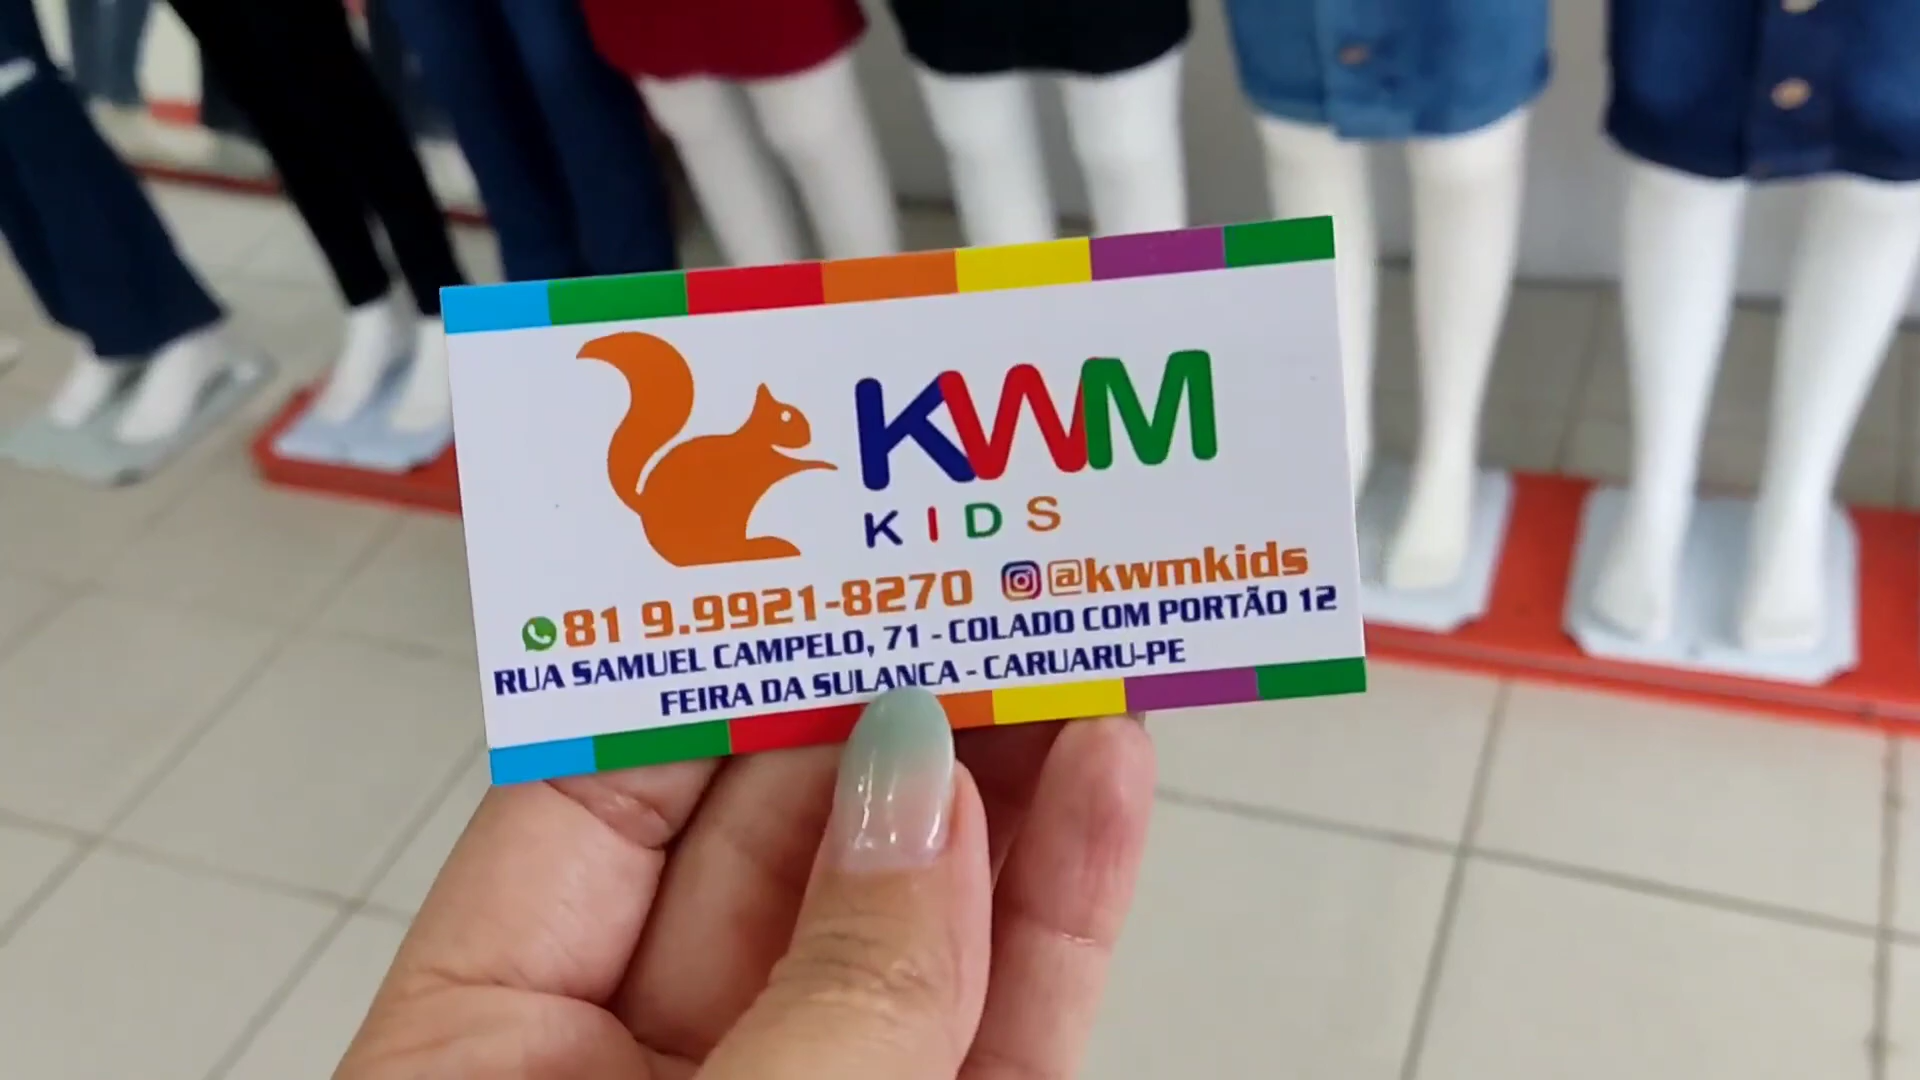 KWM
KIDS
81 9.9921-8270 @kwmkids
RUA SAMUEL CAMPELO, 71 - COLADO COM PORTÃO 12
FEIRA DA SULANCA - CARUARU-PE